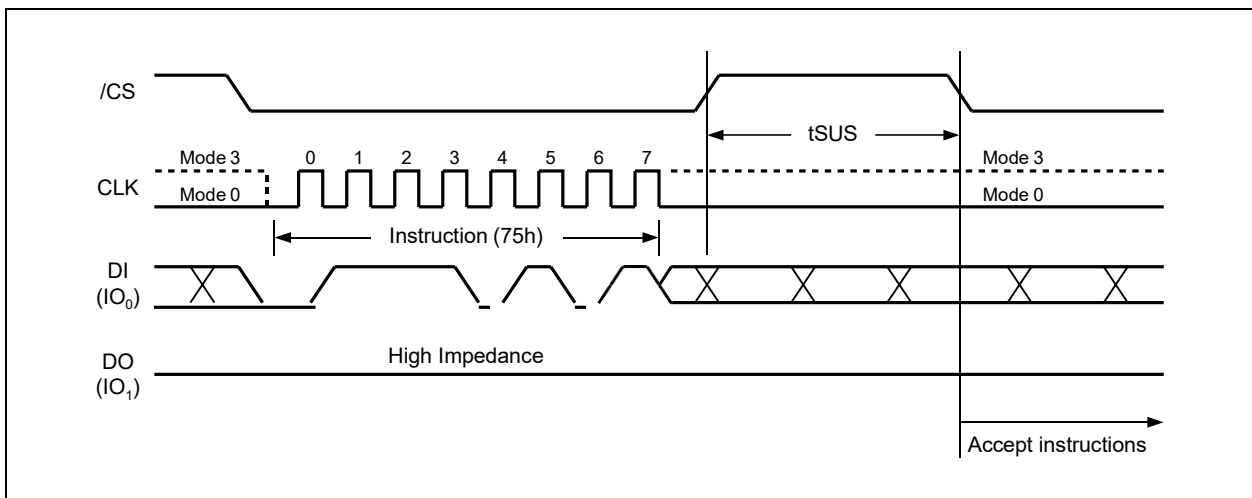 /CS
tSUS
Mode 3 0 1 2 3 4 5 6 7 Mode 3
CLK
Mode 0 Mode 0
Instruction (75h)
DI
(IO₀)
High Impedance
DO
(IO₁)
Accept instructions